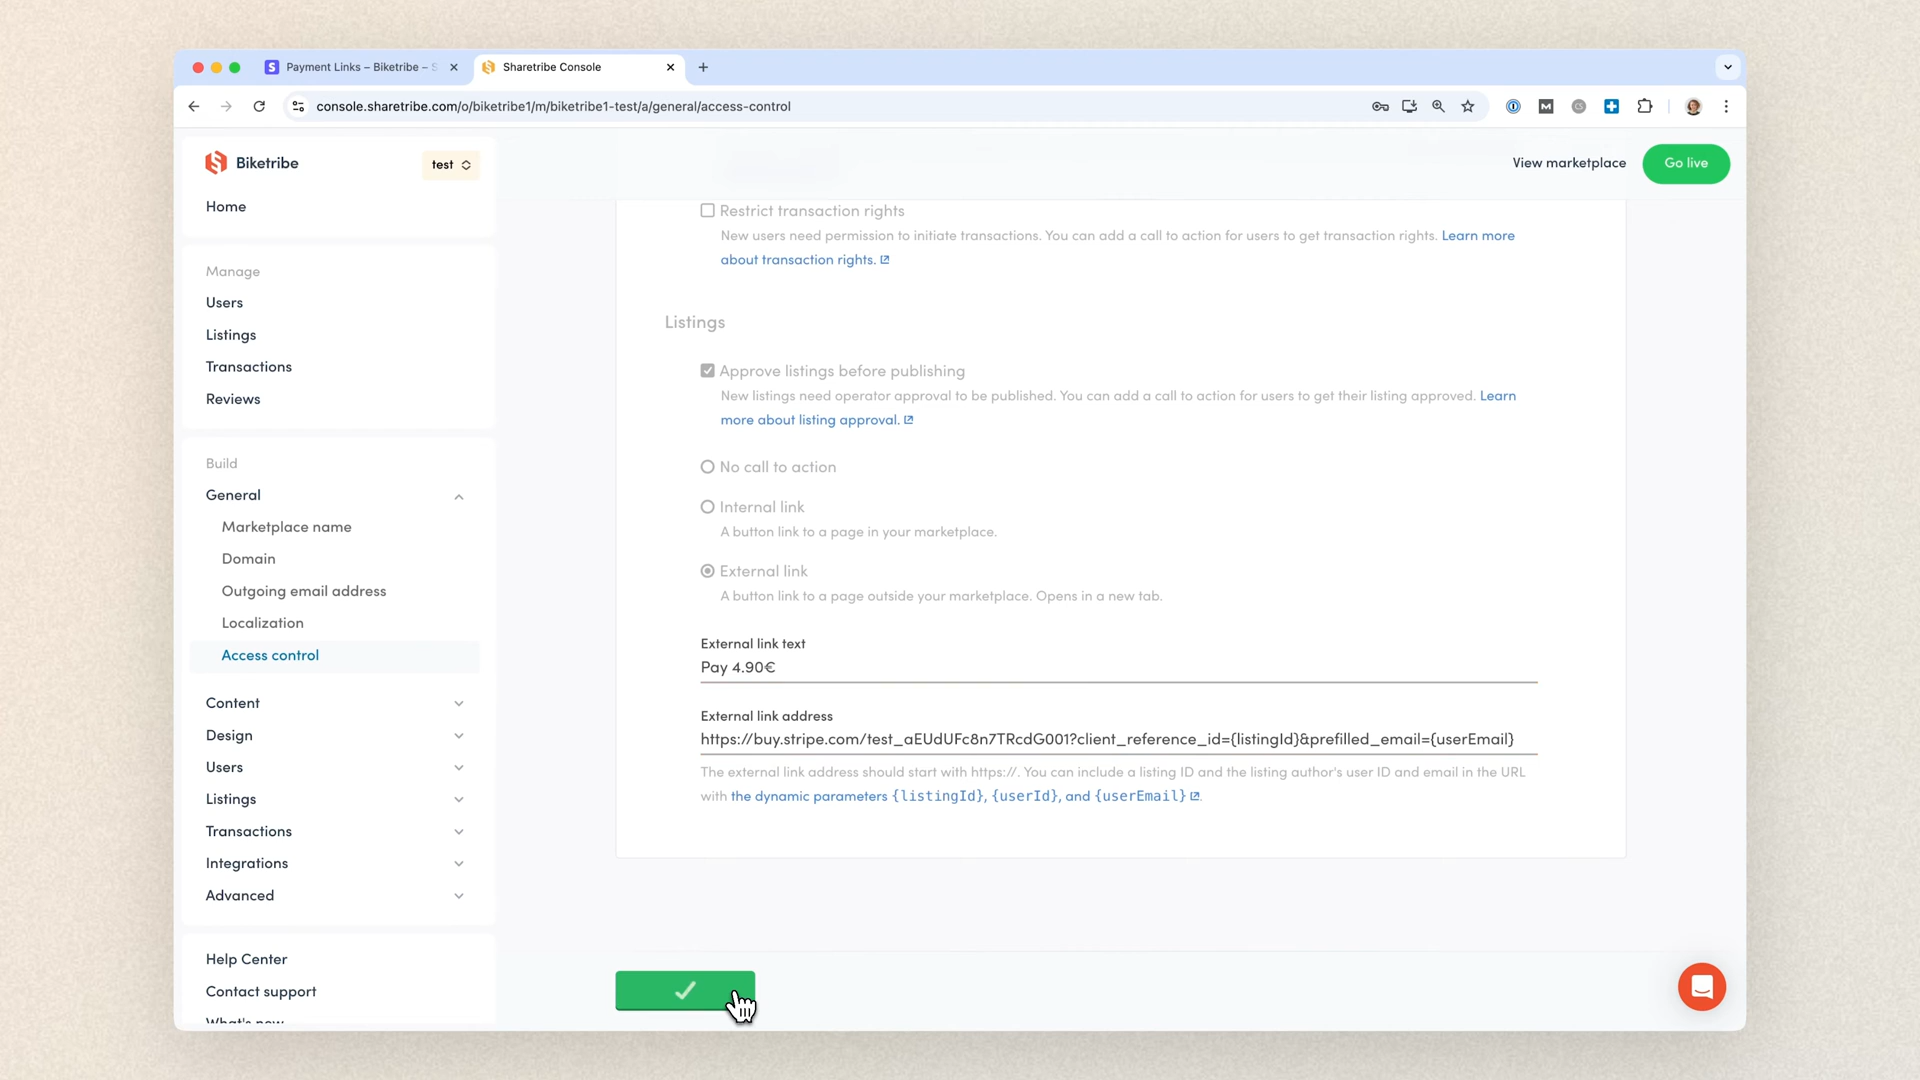 Payment Links – Biketribe – S
Sharetribe Console
console.sharetribe.com/o/biketribe1/m/biketribe1-test/a/general/access-control
Biketribe
test
View marketplace
Go live
Home
Manage
Users
Listings
Transactions
Reviews
Build
General
Marketplace name
Domain
Outgoing email address
Localization
Access control
Content
Design
Users
Listings
Transactions
Integrations
Advanced
Help Center
Contact support
What's new
Restrict transaction rights
New users need permission to initiate transactions. You can add a call to action for users to get transaction rights. Learn more
about transaction rights.
Listings
Approve listings before publishing
New listings need operator approval to be published. You can add a call to action for users to get their listing approved. Learn
more about listing approval.
No call to action
Internal link
A button link to a page in your marketplace.
External link
A button link to a page outside your marketplace. Opens in a new tab.
External link text
Pay 4.90€
External link address
https://buy.stripe.com/test_aEUdUFc8n7TRcdG001?client_reference_id={listingId}&prefilled_email={userEmail}
The external link address should start with https://. You can include a listing ID and the listing author's user ID and email in the URL
with the dynamic parameters {listingId}, {userId}, and {userEmail}.